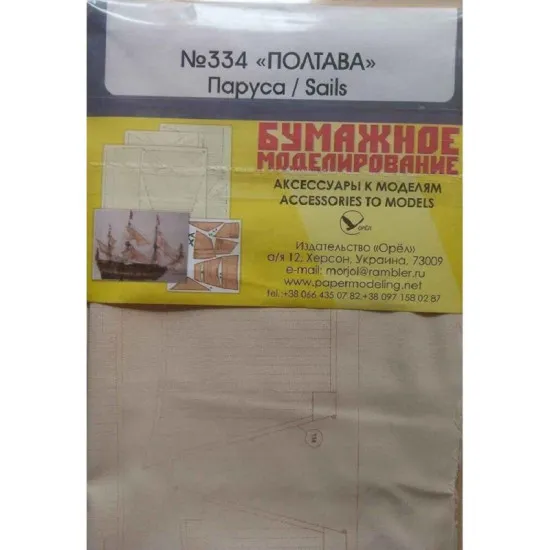 №334 «ПОЛТАВА»
Паруса / Sails
БУМАЖНОЕ
МОДЕЛИРОВАНИЕ
АКСЕССУАРЫ К МОДЕЛЯМ
ACCESSORIES TO MODELS
Орёл
Издательство «Орёл»
а/я 12, Херсон, Украина, 73009
e-mail: morjol@rambler.ru
www.papermodeling.net
tel. +38 066 435 07 82,+38 097 158 02 87